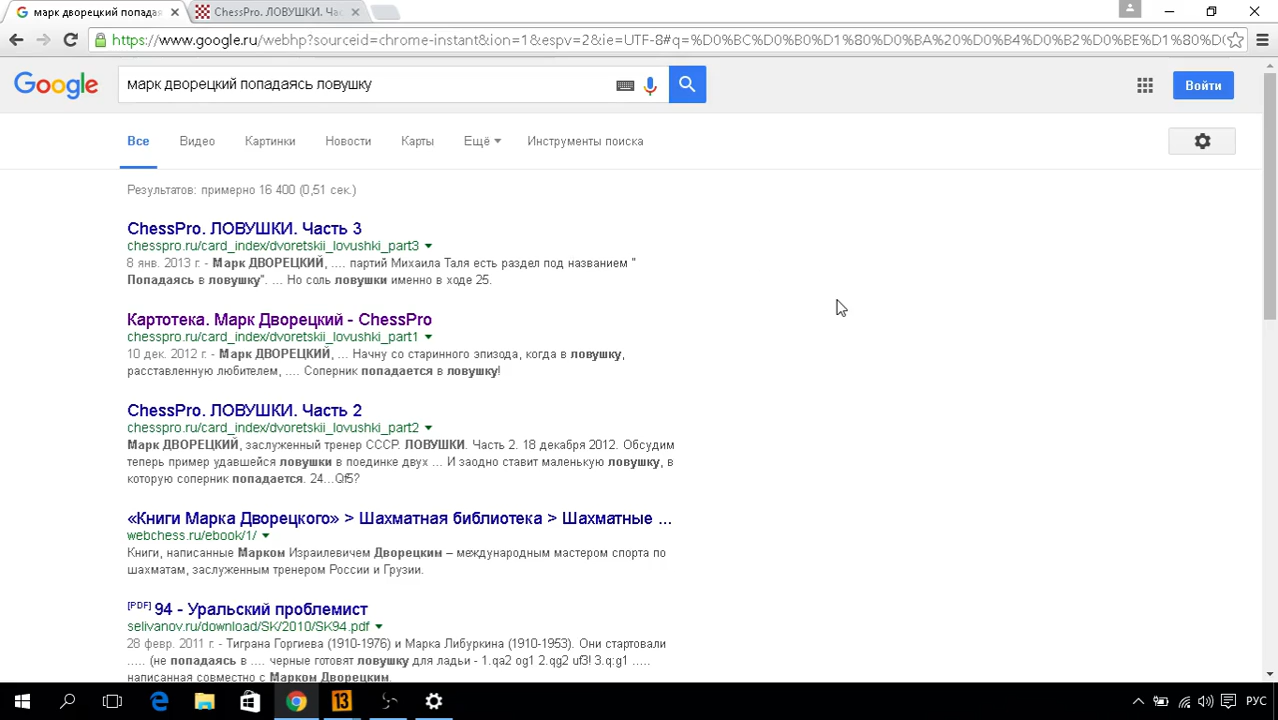 марк дворецкий попада
ChessPro. ЛОВУШКИ. Ча
https://www.google.ru/webhp?sourceid=chrome-instant&ion=1&espv=2&ie=UTF-8#q=%D0%BC%D0%B0%D1%80%D0%BA%20%D0%B4%D0%B2%D0%BE%D1%80%D0
Google
марк дворецкий попадаясь ловушку
Войти
Все Видео Картинки Новости Карты Ещё Инструменты поиска
Результатов: примерно 16 400 (0,51 сек.)
ChessPro. ЛОВУШКИ. Часть 3
chesspro.ru/card_index/dvoretskii_lovushki_part3
8 янв. 2013 г. - Марк ДВОРЕЦКИЙ, .... партий Михаила Таля есть раздел под названием "
Попадаясь в ловушку". ... Но соль ловушки именно в ходе 25.
Картотека. Марк Дворецкий - ChessPro
chesspro.ru/card_index/dvoretskii_lovushki_part1
10 дек. 2012 г. - Марк ДВОРЕЦКИЙ, ... Начну со старинного эпизода, когда в ловушку,
расставленную любителем, .... Соперник попадается в ловушку!
ChessPro. ЛОВУШКИ. Часть 2
chesspro.ru/card_index/dvoretskii_lovushki_part2
Марк ДВОРЕЦКИЙ, заслуженный тренер СССР. ЛОВУШКИ. Часть 2. 18 декабря 2012. Обсудим
теперь пример удавшейся ловушки в поединке двух ... И заодно ставит маленькую ловушку, в
которую соперник попадается. 24...Qf5?
«Книги Марка Дворецкого» > Шахматная библиотека > Шахматные ...
webchess.ru/ebook/1/
Книги, написанные Марком Израилевичем Дворецким – международным мастером спорта по
шахматам, заслуженным тренером России и Грузии.
[PDF] 94 - Уральский проблемист
selivanov.ru/download/SK/2010/SK94.pdf
28 февр. 2011 г. - Тиграна Горгиева (1910-1976) и Марка Либуркина (1910-1953). Они стартовали
..... (не попадаясь в .... черные готовят ловушку для ладьи - 1.qa2 og1 2.qg2 uf3! 3.q:g1 .....
написанная совместно с Марком Дворецким.
13
РУС